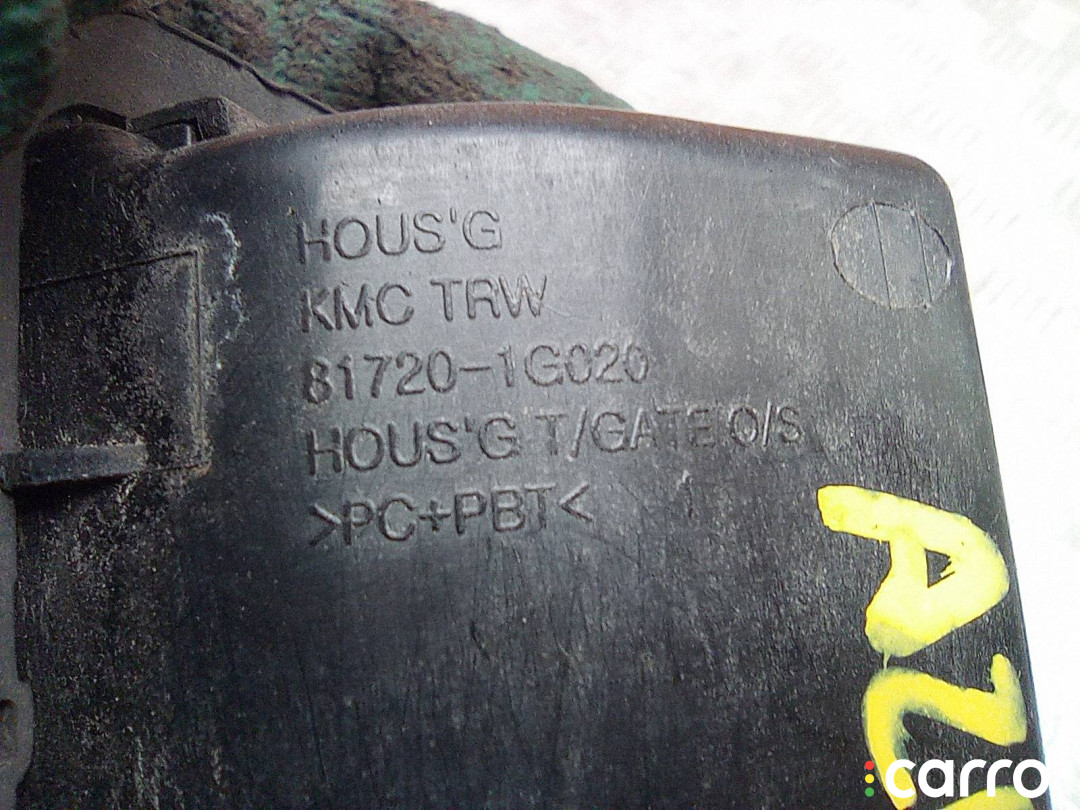 HOUS'G
KMC TRW
81720-1G020
HOUS'G T/GATE O/S
>PC+PBT<
carro